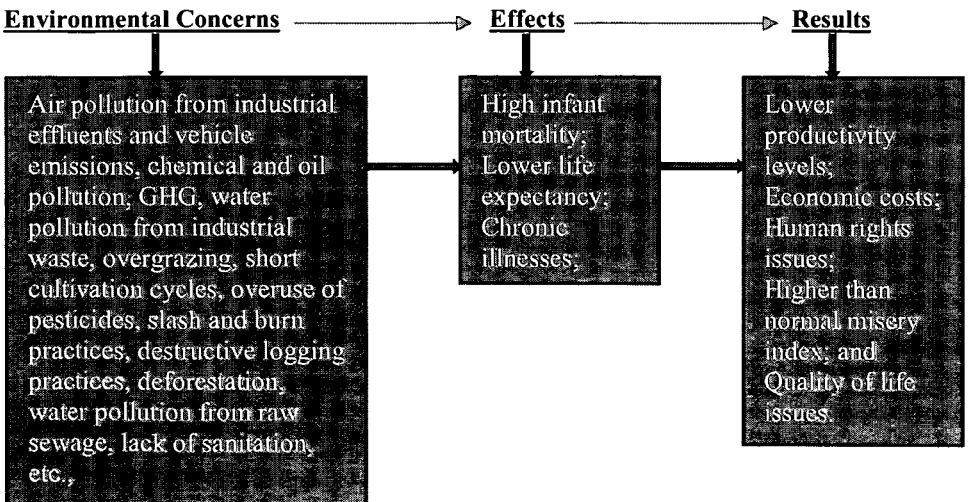 Environmental Concerns
Effects
Results
Air pollution from industrial
effluents and vehicle
emissions, chemical and oil
pollution, GHG, water
pollution from industrial
waste, overgrazing, short
cultivation cycles, overuse of
pesticides, slash and burn
practices, destructive logging
practices, deforestation,
water pollution from raw
sewage, lack of sanitation,
etc.,
High infant
mortality;
Lower life
expectancy;
Chronic
illnesses;
Lower
productivity
levels;
Economic costs;
Human rights
issues;
Higher than
normal misery
index; and
Quality of life
issues.